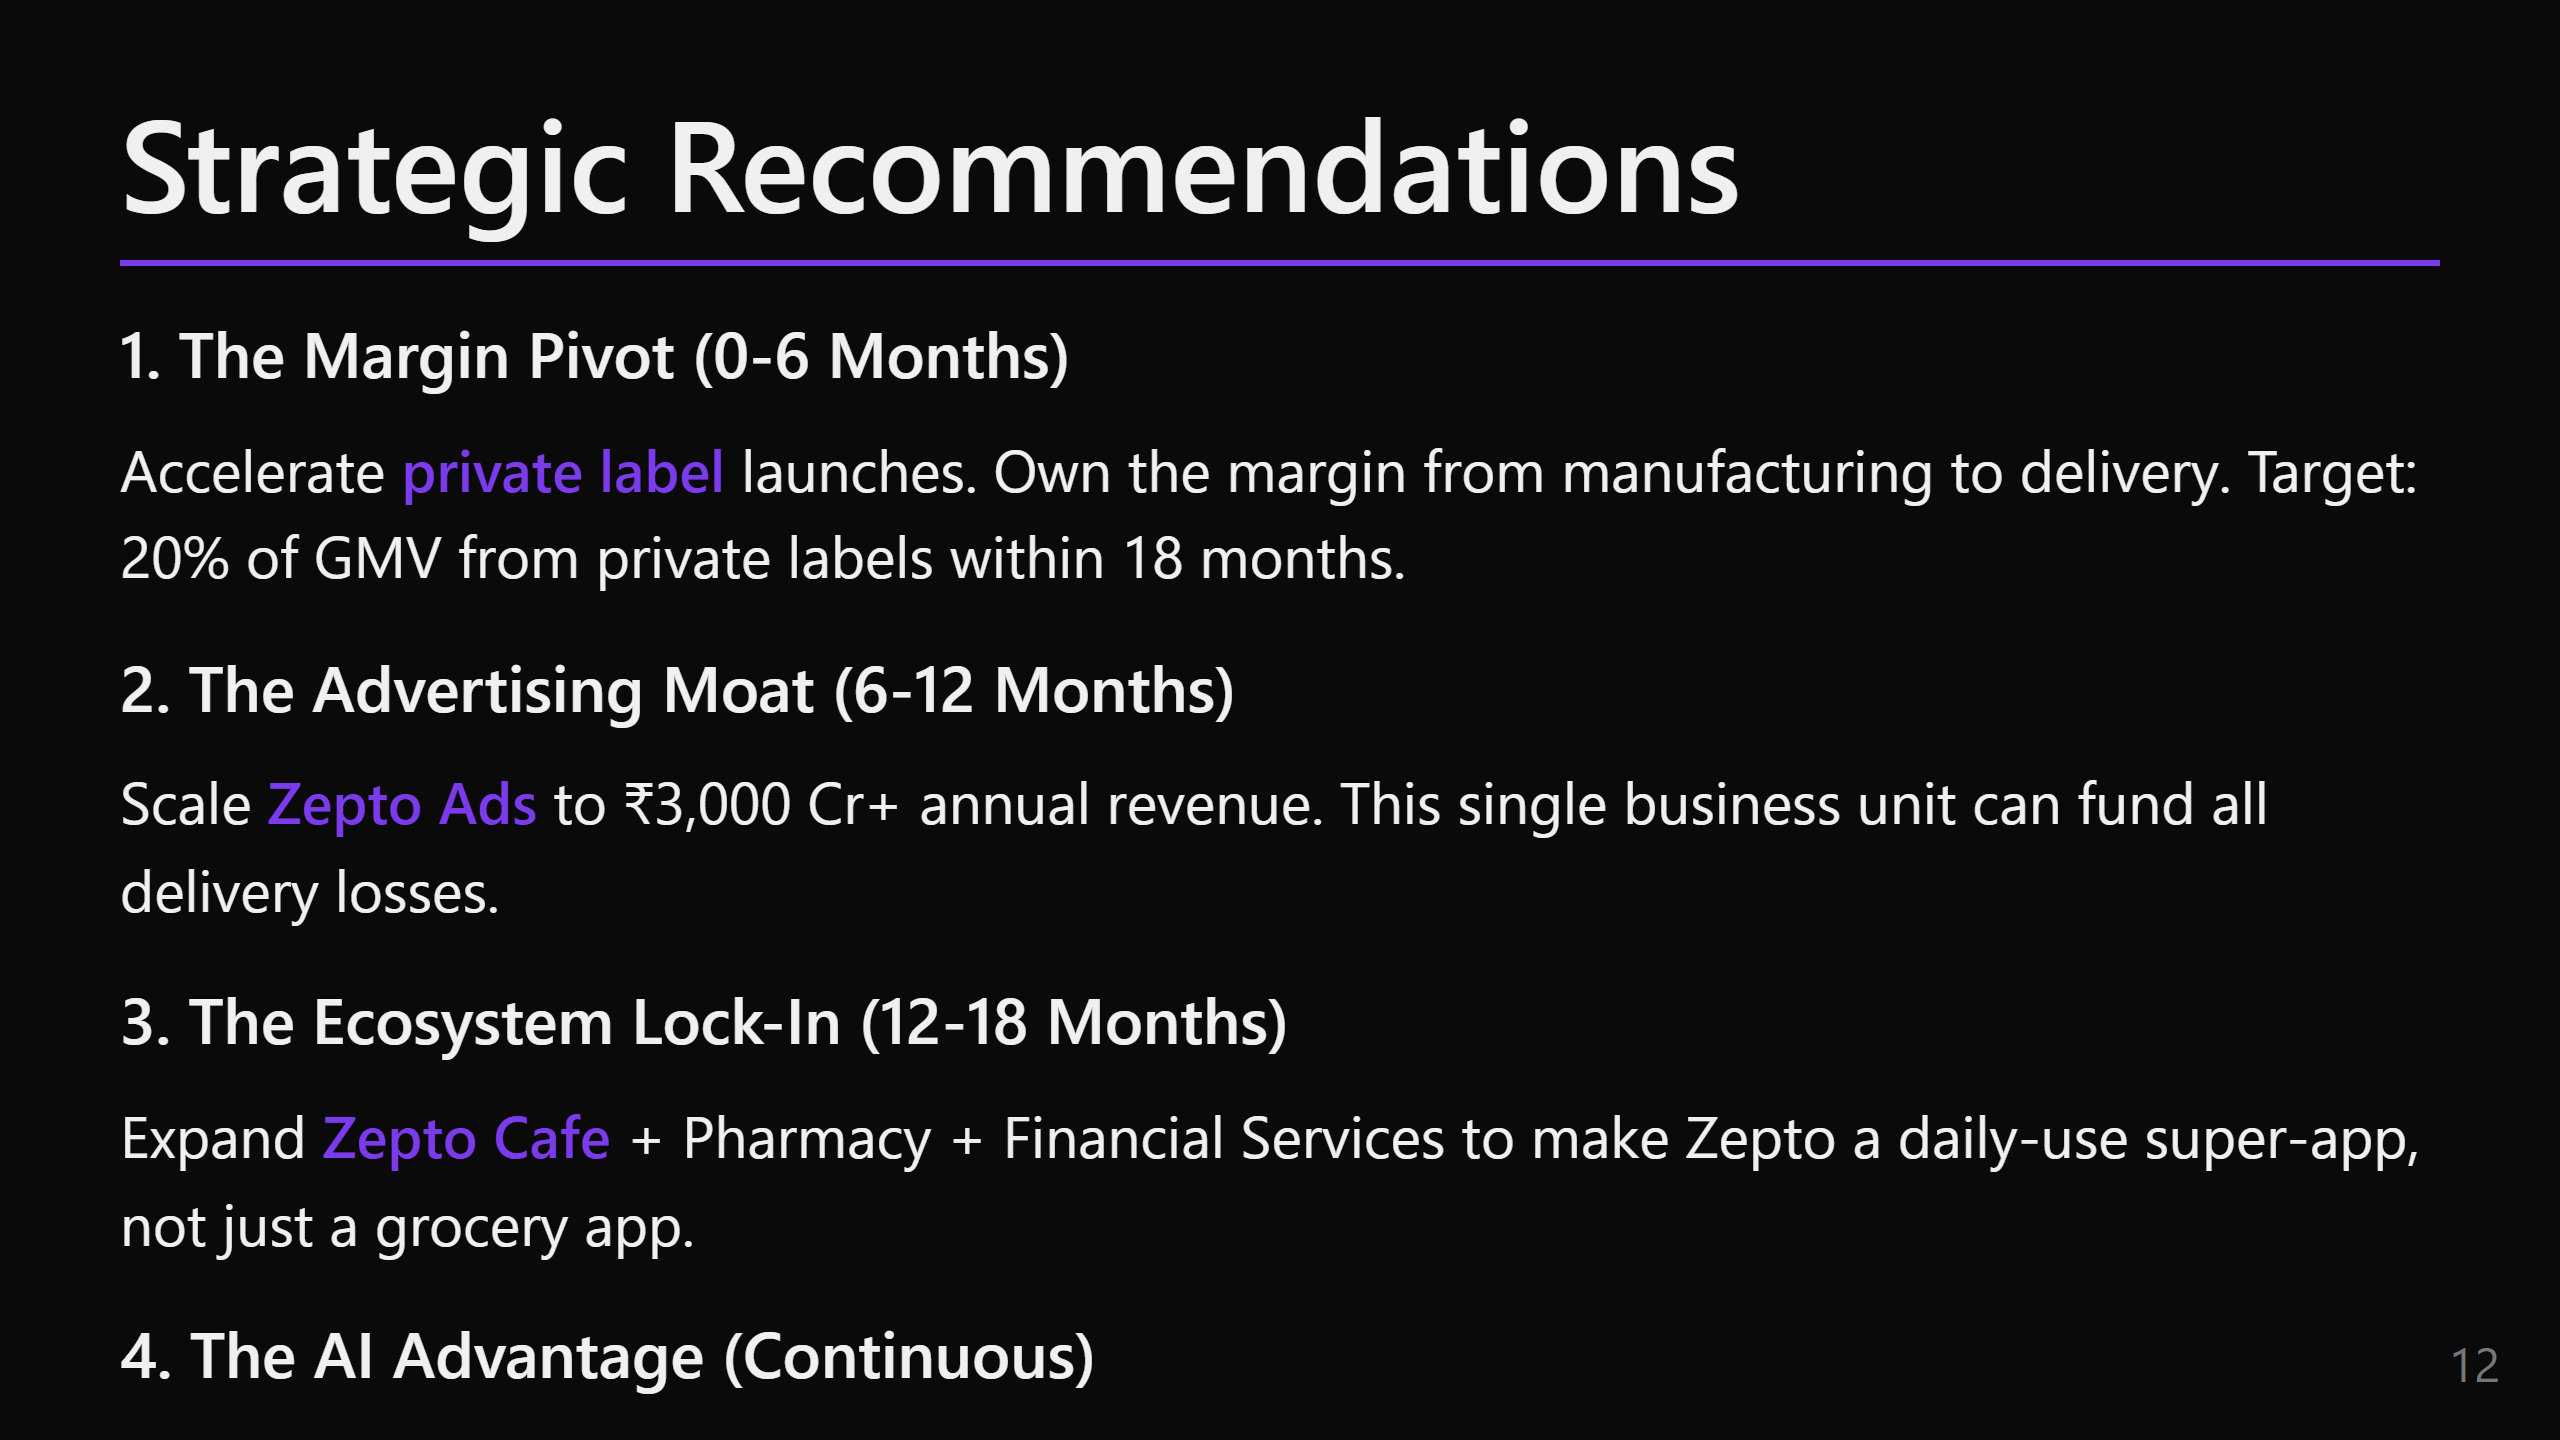 Strategic Recommendations
1. The Margin Pivot (0-6 Months)
Accelerate private label launches. Own the margin from manufacturing to delivery. Target:
20% of GMV from private labels within 18 months.
2. The Advertising Moat (6-12 Months)
Scale Zepto Ads to ₹3,000 Cr+ annual revenue. This single business unit can fund all
delivery losses.
3. The Ecosystem Lock-In (12-18 Months)
Expand Zepto Cafe + Pharmacy + Financial Services to make Zepto a daily-use super-app,
not just a grocery app.
4. The AI Advantage (Continuous)
12